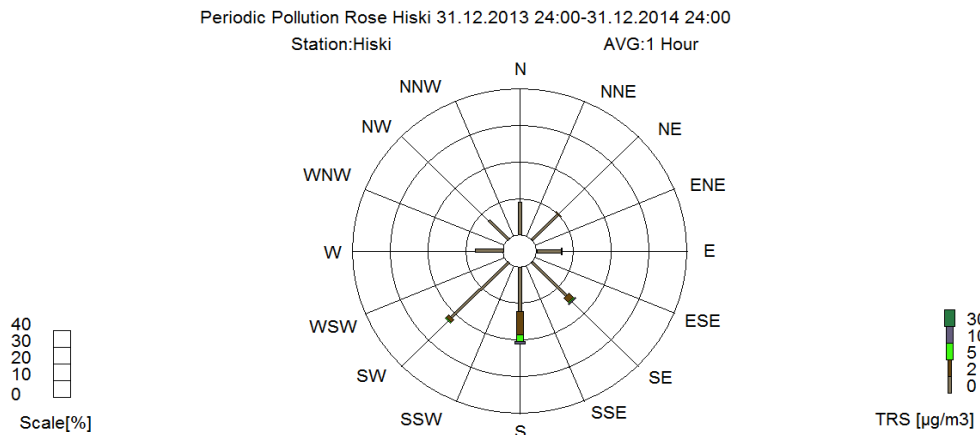 Periodic Pollution Rose Hiski 31.12.2013 24:00-31.12.2014 24:00
Station:Hiski AVG:1 Hour
N
NNW NNE
NW NE
WNW ENE
W E
WSW ESE
SW SE
SSW SSE
S
40
30
20
10
0
Scale[%]
30
10
5
2
0
TRS [µg/m3]